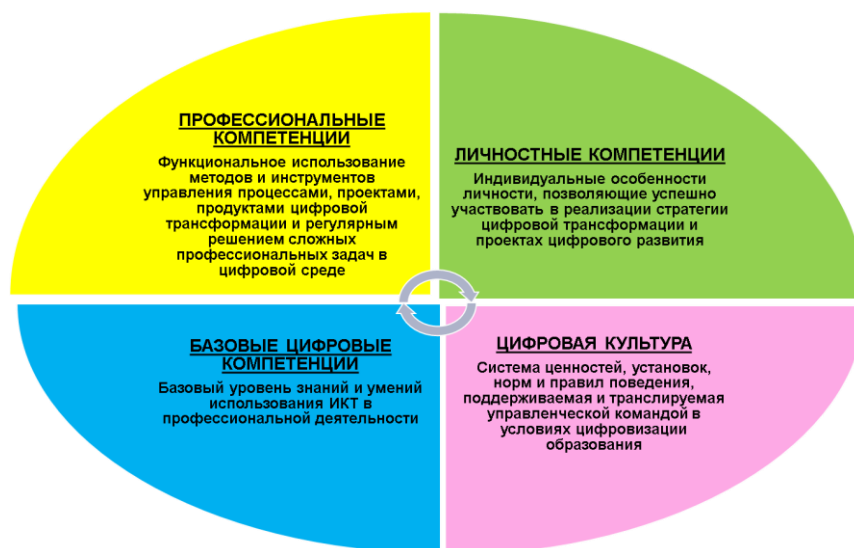 ПРОФЕССИОНАЛЬНЫЕ
КОМПЕТЕНЦИИ
Функциональное использование
методов и инструментов
управления процессами, проектами,
продуктами цифровой
трансформации и регулярным
решением сложных
профессиональных задач в
цифровой среде
ЛИЧНОСТНЫЕ КОМПЕТЕНЦИИ
Индивидуальные особенности
личности, позволяющие успешно
участвовать в реализации стратегии
цифровой трансформации и
проектах цифрового развития
БАЗОВЫЕ ЦИФРОВЫЕ
КОМПЕТЕНЦИИ
Базовый уровень знаний и умений
использования ИКТ в
профессиональной деятельности
ЦИФРОВАЯ КУЛЬТУРА
Система ценностей, установок,
норм и правил поведения,
поддерживаемая и транслируемая
управленческой командой в
условиях цифровизации
образования